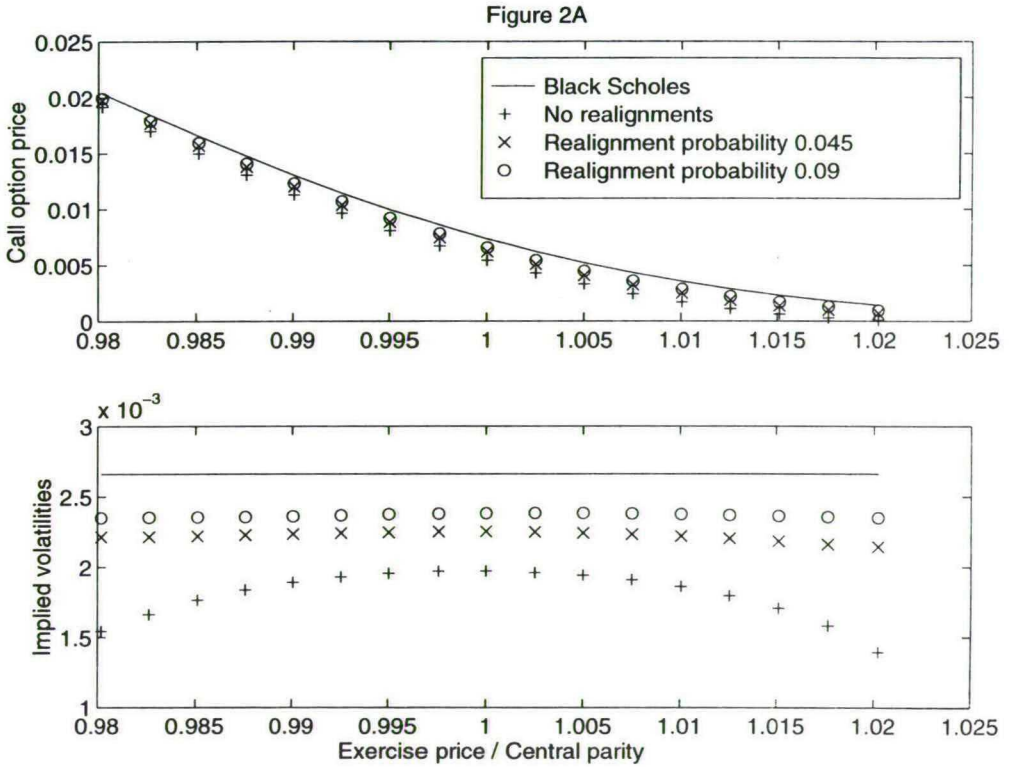 Figure 2A
0.025
0.02
0.015
0.01
0.005
0
Call option price
Black Scholes
No realignments
Realignment probability 0.045
Realignment probability 0.09
0.98 0.985 0.99 0.995 1 1.005 1.01 1.015 1.02 1.025
x 10⁻³
3
2.5
2
1.5
1
Implied volatilities
0.98 0.985 0.99 0.995 1 1.005 1.01 1.015 1.02 1.025
Exercise price / Central parity